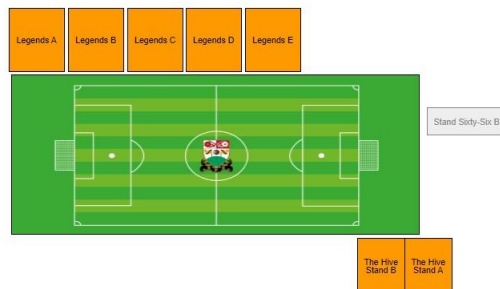 Legends A
Legends B
Legends C
Legends D
Legends E
Stand Sixty-Six B
The Hive
Stand B
The Hive
Stand A